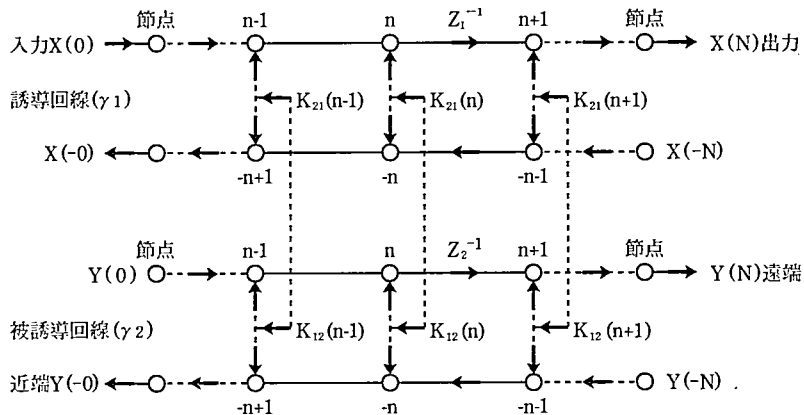 節点 n-1 n Z₁⁻¹ n+1 節点
入力X(0) X(N)出力
誘導回線(γ1) K₂₁(n-1) K₂₁(n) K₂₁(n+1)
X(-0) X(-N)
-n+1 -n -n-1
節点 n-1 n Z₂⁻¹ n+1 節点
Y(0) Y(N)遠端
被誘導回線(γ2) K₁₂(n-1) K₁₂(n) K₁₂(n+1)
近端Y(-0) Y(-N)
-n+1 -n -n-1